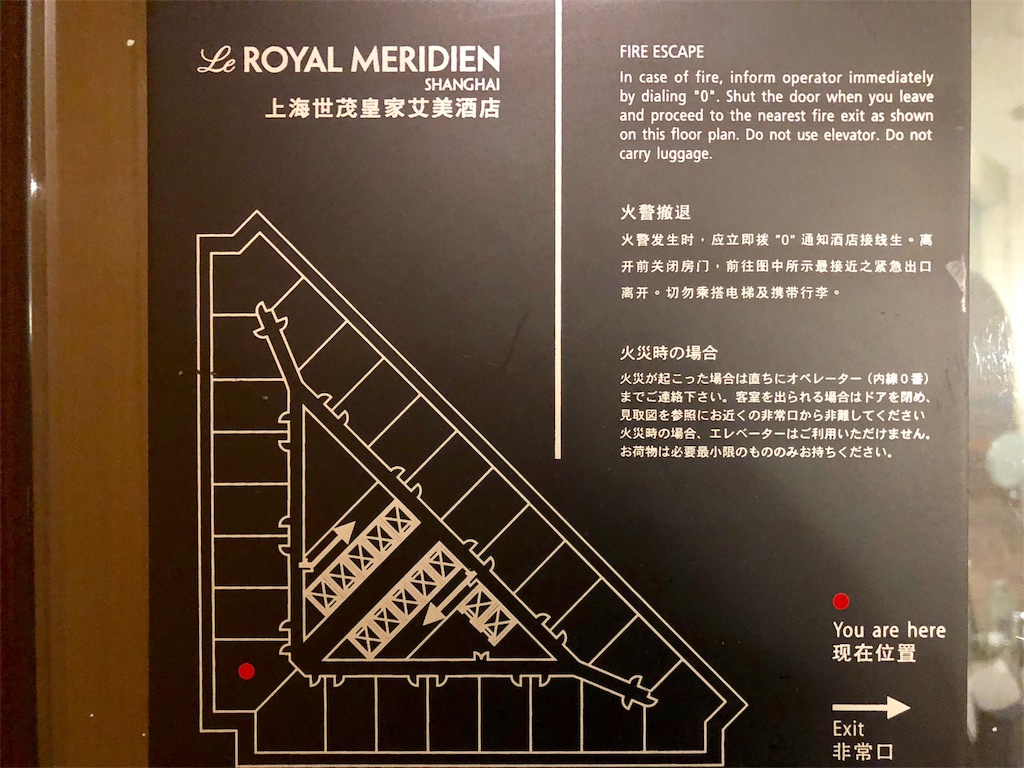 Le ROYAL MERIDIEN
SHANGHAI
上海世茂皇家艾美酒店
FIRE ESCAPE
In case of fire, inform operator immediately
by dialing "0". Shut the door when you leave
and proceed to the nearest fire exit as shown
on this floor plan. Do not use elevator. Do not
carry luggage.
火警撤退
火警发生时，应立即拨 "0" 通知酒店接线生。离
开前关闭房门，前往图中所示最接近之紧急出口
离开。切勿乘搭电梯及携带行李。
火災時の場合
火災が起こった場合は直ちにオペレーター（内線０番）
までご連絡下さい。客室を出られる場合はドアを閉め、
見取図を参照にお近くの非常口から非難してください
火災時の場合、エレベーターはご利用いただけません。
お荷物は必要最小限のもののみお持ちください。
You are here
现在位置
Exit
非常口